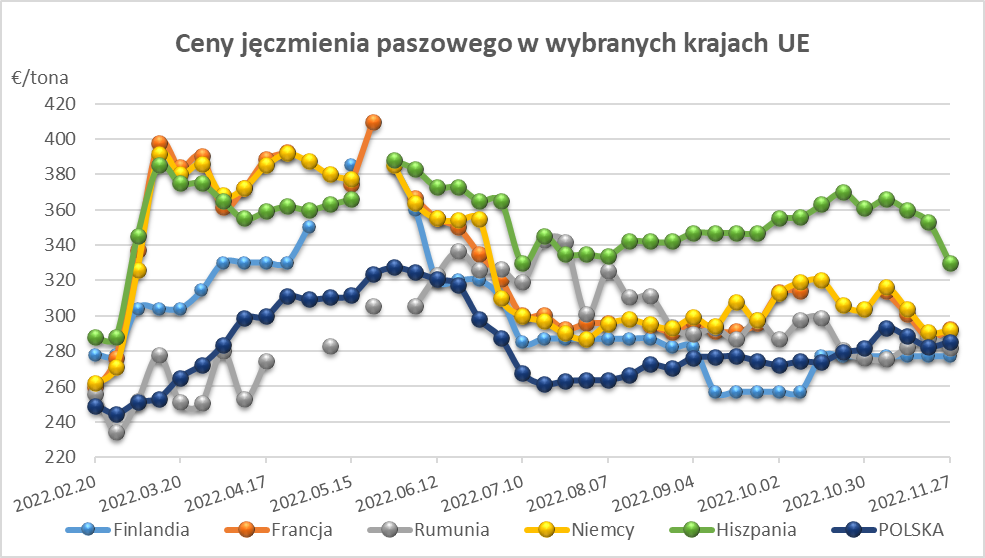 Ceny jęczmienia paszowego w wybranych krajach UE
€/tona
420
400
380
360
340
320
300
280
260
240
220
2022.02.20 2022.03.20 2022.04.17 2022.05.15 2022.06.12 2022.07.10 2022.08.07 2022.09.04 2022.10.02 2022.10.30 2022.11.27
Finlandia Francja Rumunia Niemcy Hiszpania POLSKA